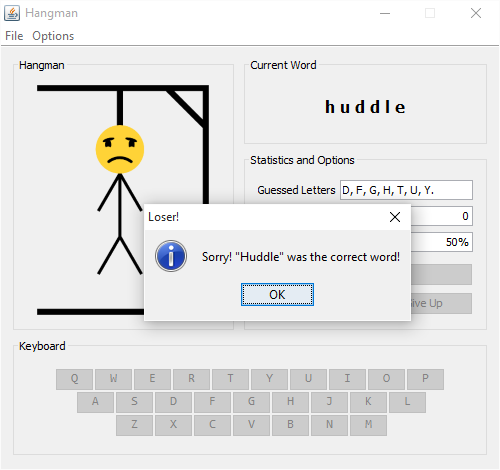 Hangman
File Options
Hangman
Current Word
huddle
Statistics and Options
Guessed Letters D, F, G, H, T, U, Y.
0
50%
Give Up
Loser!
Sorry! "Huddle" was the correct word!
OK
Keyboard
Q W E R T Y U I O P
A S D F G H J K L
Z X C V B N M